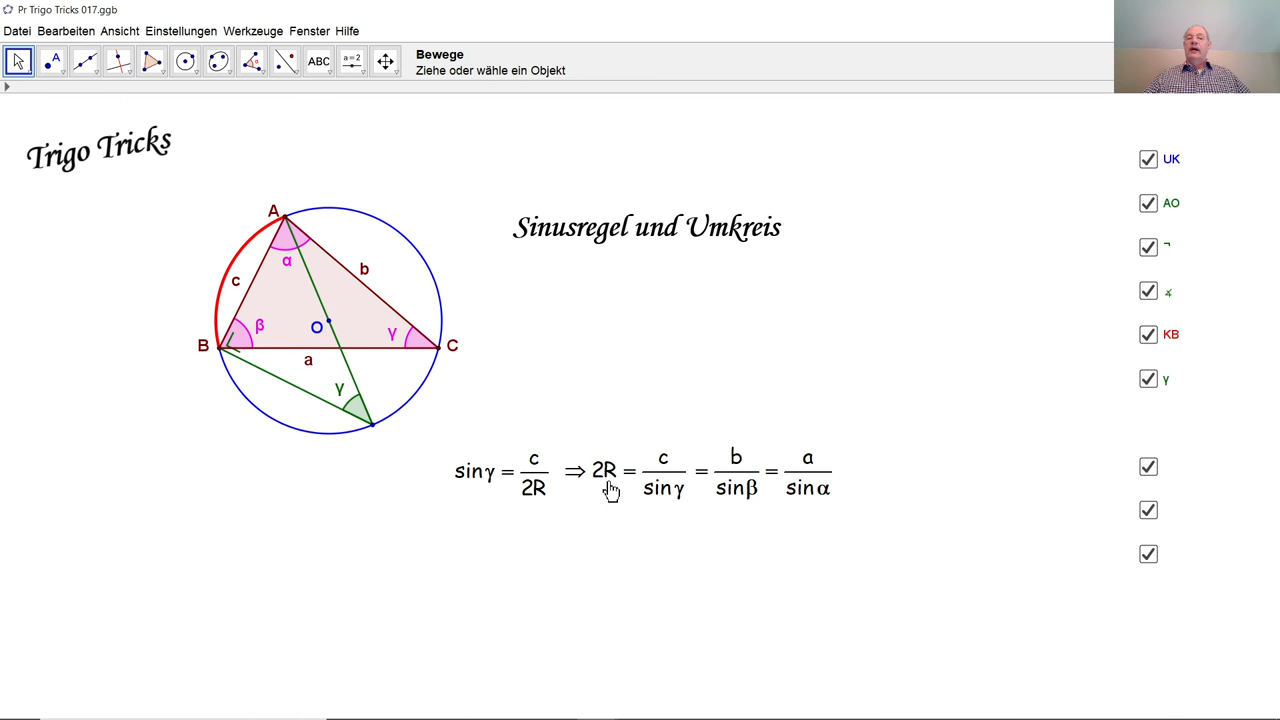 Pr Trigo Tricks 017.ggb
Datei Bearbeiten Ansicht Einstellungen Werkzeuge Fenster Hilfe
A
α
ABC
a=2
Bewege
Ziehe oder wähle ein Objekt
Trigo Tricks
Sinusregel und Umkreis
UK
AO
¬
∡
KB
γ
A
α
c
b
β
O
γ
B
C
a
γ
sinγ = c/2R ⇒ 2R = c/sinγ = b/sinβ = a/sinα